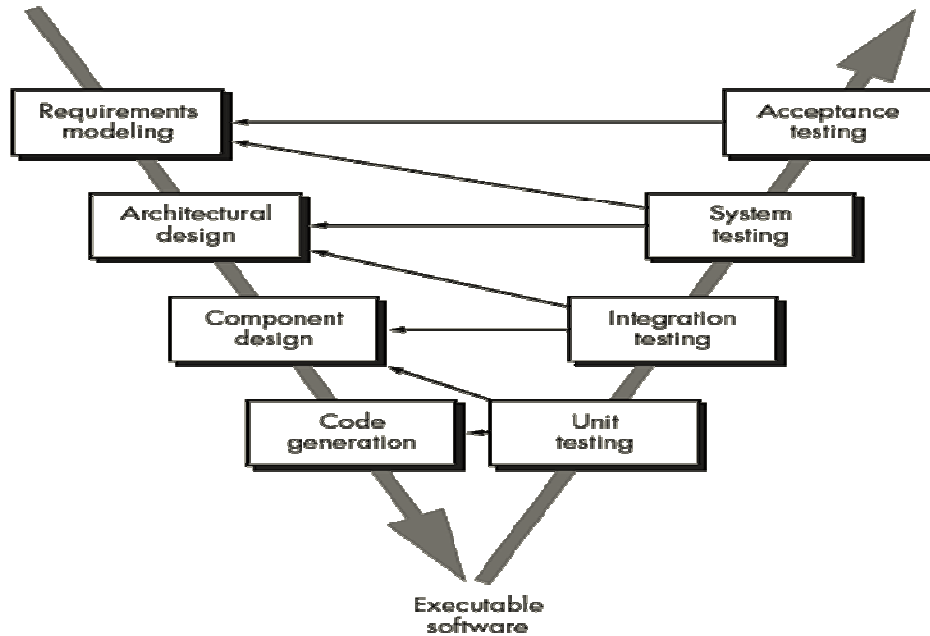 Requirements
modeling
Acceptance
testing
Architectural
design
System
testing
Component
design
Integration
testing
Code
generation
Unit
testing
Executable
software